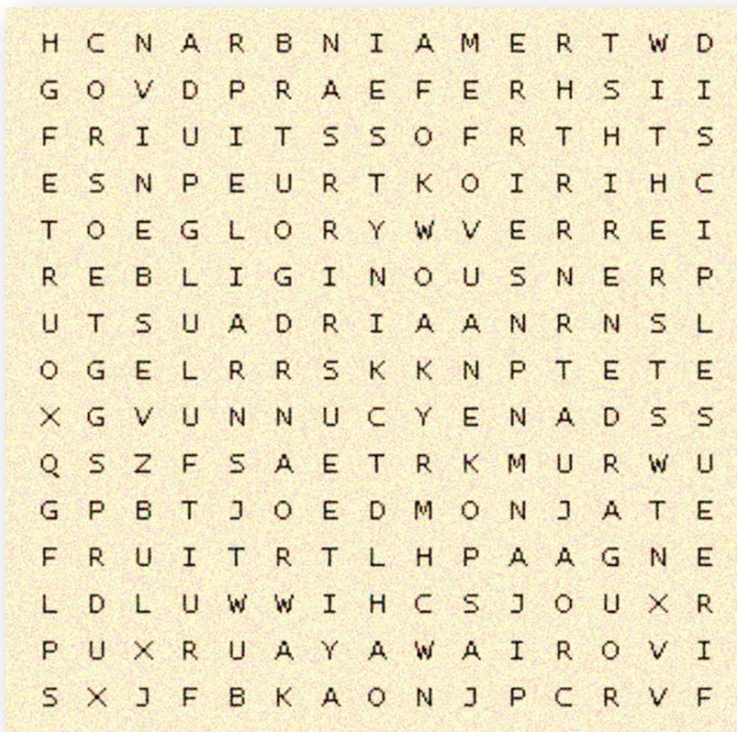 H C N A R B N I A M E R T W D
G O V D P R A E F E R H S I I
F R I U I T S S O F R T H T S
E S N P E U R T K O I R I H C
T O E G L O R Y W V E R R E I
R E B L I G I N O U S N E R P
U T S U A D R I A A N R N S L
O G E L R R S K K N P T E T E
X G V U N N U C Y E N A D S S
Q S Z F S A E T R K M U R W U
G P B T J O E D M O N J A T E
F R U I T R T L H P A A G N E
L D L U W W I H C S J O U X R
P U X R U A Y A W A I R O V I
S X J F B K A O N J P C R V F